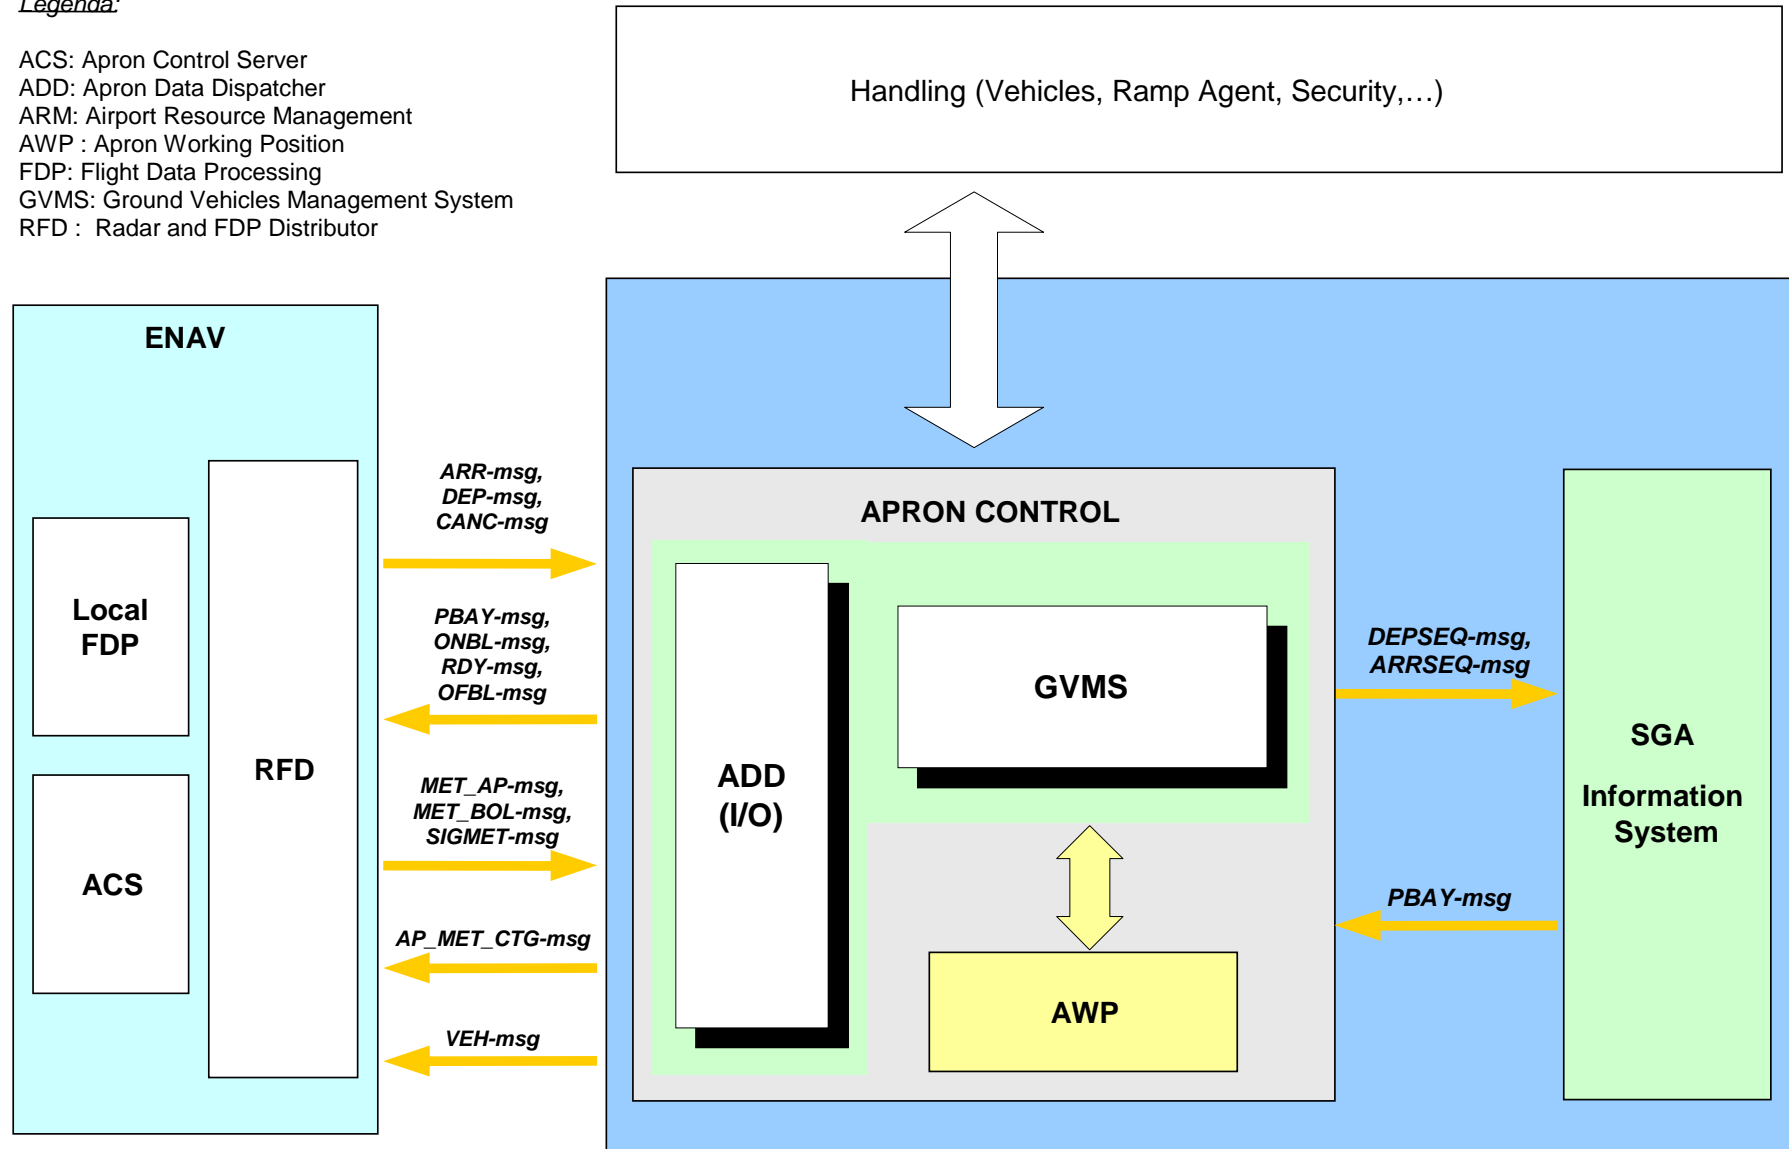 Legenda:
ACS: Apron Control Server
ADD: Apron Data Dispatcher
ARM: Airport Resource Management
AWP : Apron Working Position
FDP: Flight Data Processing
GVMS: Ground Vehicles Management System
RFD :  Radar and FDP Distributor
Handling (Vehicles, Ramp Agent, Security,…)
ENAV
Local
FDP
ACS
RFD
ARR-msg,
DEP-msg,
CANC-msg
PBAY-msg,
ONBL-msg,
RDY-msg,
OFBL-msg
MET_AP-msg,
MET_BOL-msg,
SIGMET-msg
AP_MET_CTG-msg
VEH-msg
APRON CONTROL
ADD
(I/O)
GVMS
AWP
DEPSEQ-msg,
ARRSEQ-msg
PBAY-msg
SGA
Information
System